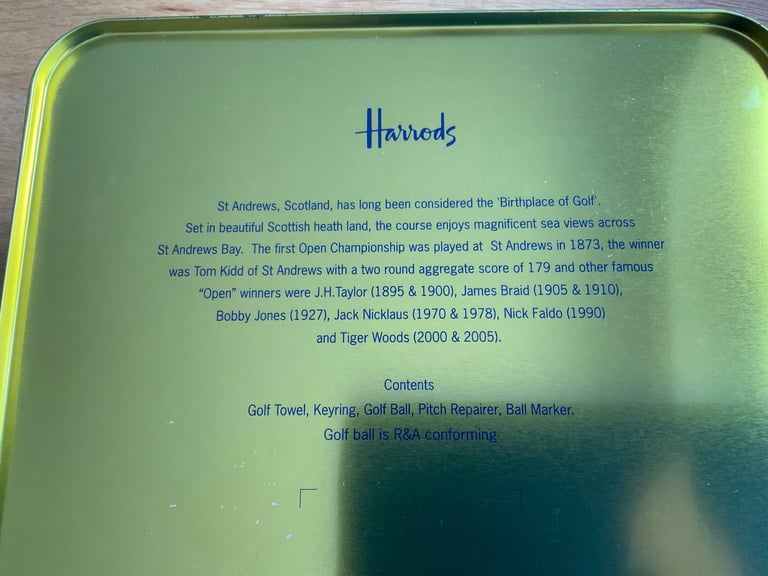 Harrods
St Andrews, Scotland, has long been considered the 'Birthplace of Golf'.
Set in beautiful Scottish heath land, the course enjoys magnificent sea views across
St Andrews Bay. The first Open Championship was played at St Andrews in 1873, the winner
was Tom Kidd of St Andrews with a two round aggregate score of 179 and other famous
“Open” winners were J.H.Taylor (1895 & 1900), James Braid (1905 & 1910),
Bobby Jones (1927), Jack Nicklaus (1970 & 1978), Nick Faldo (1990)
and Tiger Woods (2000 & 2005).
Contents
Golf Towel, Keyring, Golf Ball, Pitch Repairer, Ball Marker.
Golf ball is R&A conforming